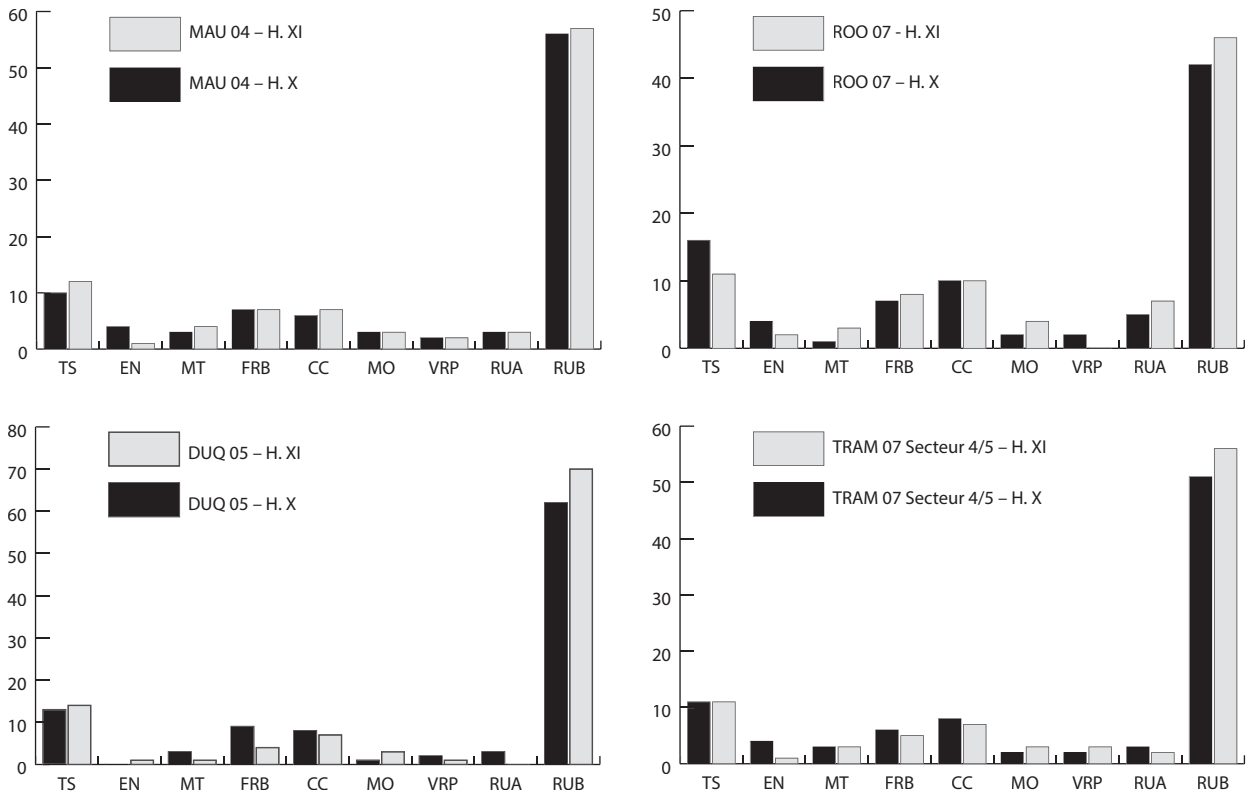 60
50
40
30
20
10
0
MAU 04 – H. XI
MAU 04 – H. X
TS EN MT FRB CC MO VRP RUA RUB
50
40
30
20
10
0
ROO 07 - H. XI
ROO 07 – H. X
TS EN MT FRB CC MO VRP RUA RUB
80
70
60
50
40
30
20
10
0
DUQ 05 – H. XI
DUQ 05 – H. X
TS EN MT FRB CC MO VRP RUA RUB
60
50
40
30
20
10
0
TRAM 07 Secteur 4/5 – H. XI
TRAM 07 Secteur 4/5 – H. X
TS EN MT FRB CC MO VRP RUA RUB